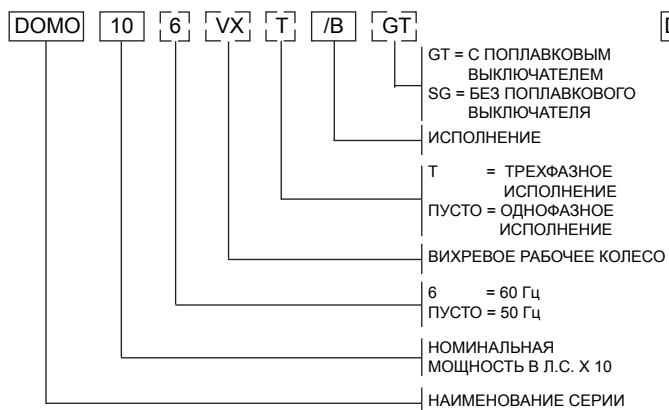 DOMO 10 6 VX T /B GT
GT = С ПОПЛАВКОВЫМ
ВЫКЛЮЧАТЕЛЕМ
SG = БЕЗ ПОПЛАВКОВОГО
ВЫКЛЮЧАТЕЛЯ
ИСПОЛНЕНИЕ
T = ТРЕХФАЗНОЕ
ИСПОЛНЕНИЕ
ПУСТО = ОДНОФАЗНОЕ
ИСПОЛНЕНИЕ
ВИХРЕВОЕ РАБОЧЕЕ КОЛЕСО
6 = 60 Гц
ПУСТО = 50 Гц
НОМИНАЛЬНАЯ
МОЩНОСТЬ В Л.С. X 10
НАИМЕНОВАНИЕ СЕРИИ